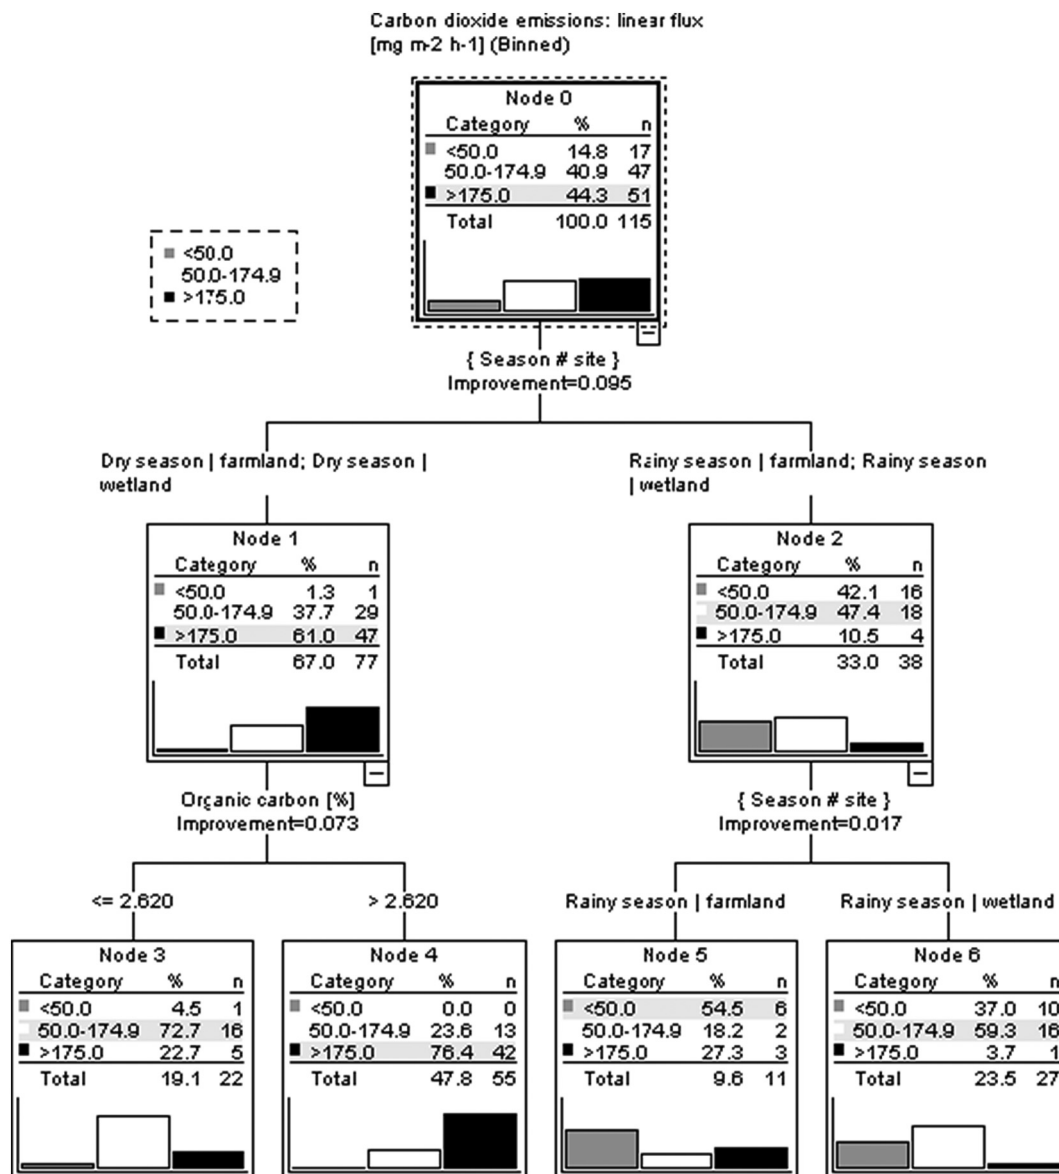 Carbon dioxide emissions: linear flux
[mg m-2 h-1] (Binned)
Node 0
Category % n
<50.0 14.8 17
50.0-174.9 40.9 47
>175.0 44.3 51
Total 100.0 115
<50.0
50.0-174.9
>175.0
{ Season # site }
Improvement=0.095
Dry season | farmland; Dry season |
wetland
Rainy season | farmland; Rainy season
| wetland
Node 1
Category % n
<50.0 1.3 1
50.0-174.9 37.7 29
>175.0 61.0 47
Total 67.0 77
Node 2
Category % n
<50.0 42.1 16
50.0-174.9 47.4 18
>175.0 10.5 4
Total 33.0 38
Organic carbon [%]
Improvement=0.073
{ Season # site }
Improvement=0.017
<= 2.620
> 2.620
Rainy season | farmland
Rainy season | wetland
Node 3
Category % n
<50.0 4.5 1
50.0-174.9 72.7 16
>175.0 22.7 5
Total 19.1 22
Node 4
Category % n
<50.0 0.0 0
50.0-174.9 23.6 13
>175.0 76.4 42
Total 47.8 55
Node 5
Category % n
<50.0 54.5 6
50.0-174.9 18.2 2
>175.0 27.3 3
Total 9.6 11
Node 6
Category % n
<50.0 37.0 10
50.0-174.9 59.3 16
>175.0 3.7 1
Total 23.5 27